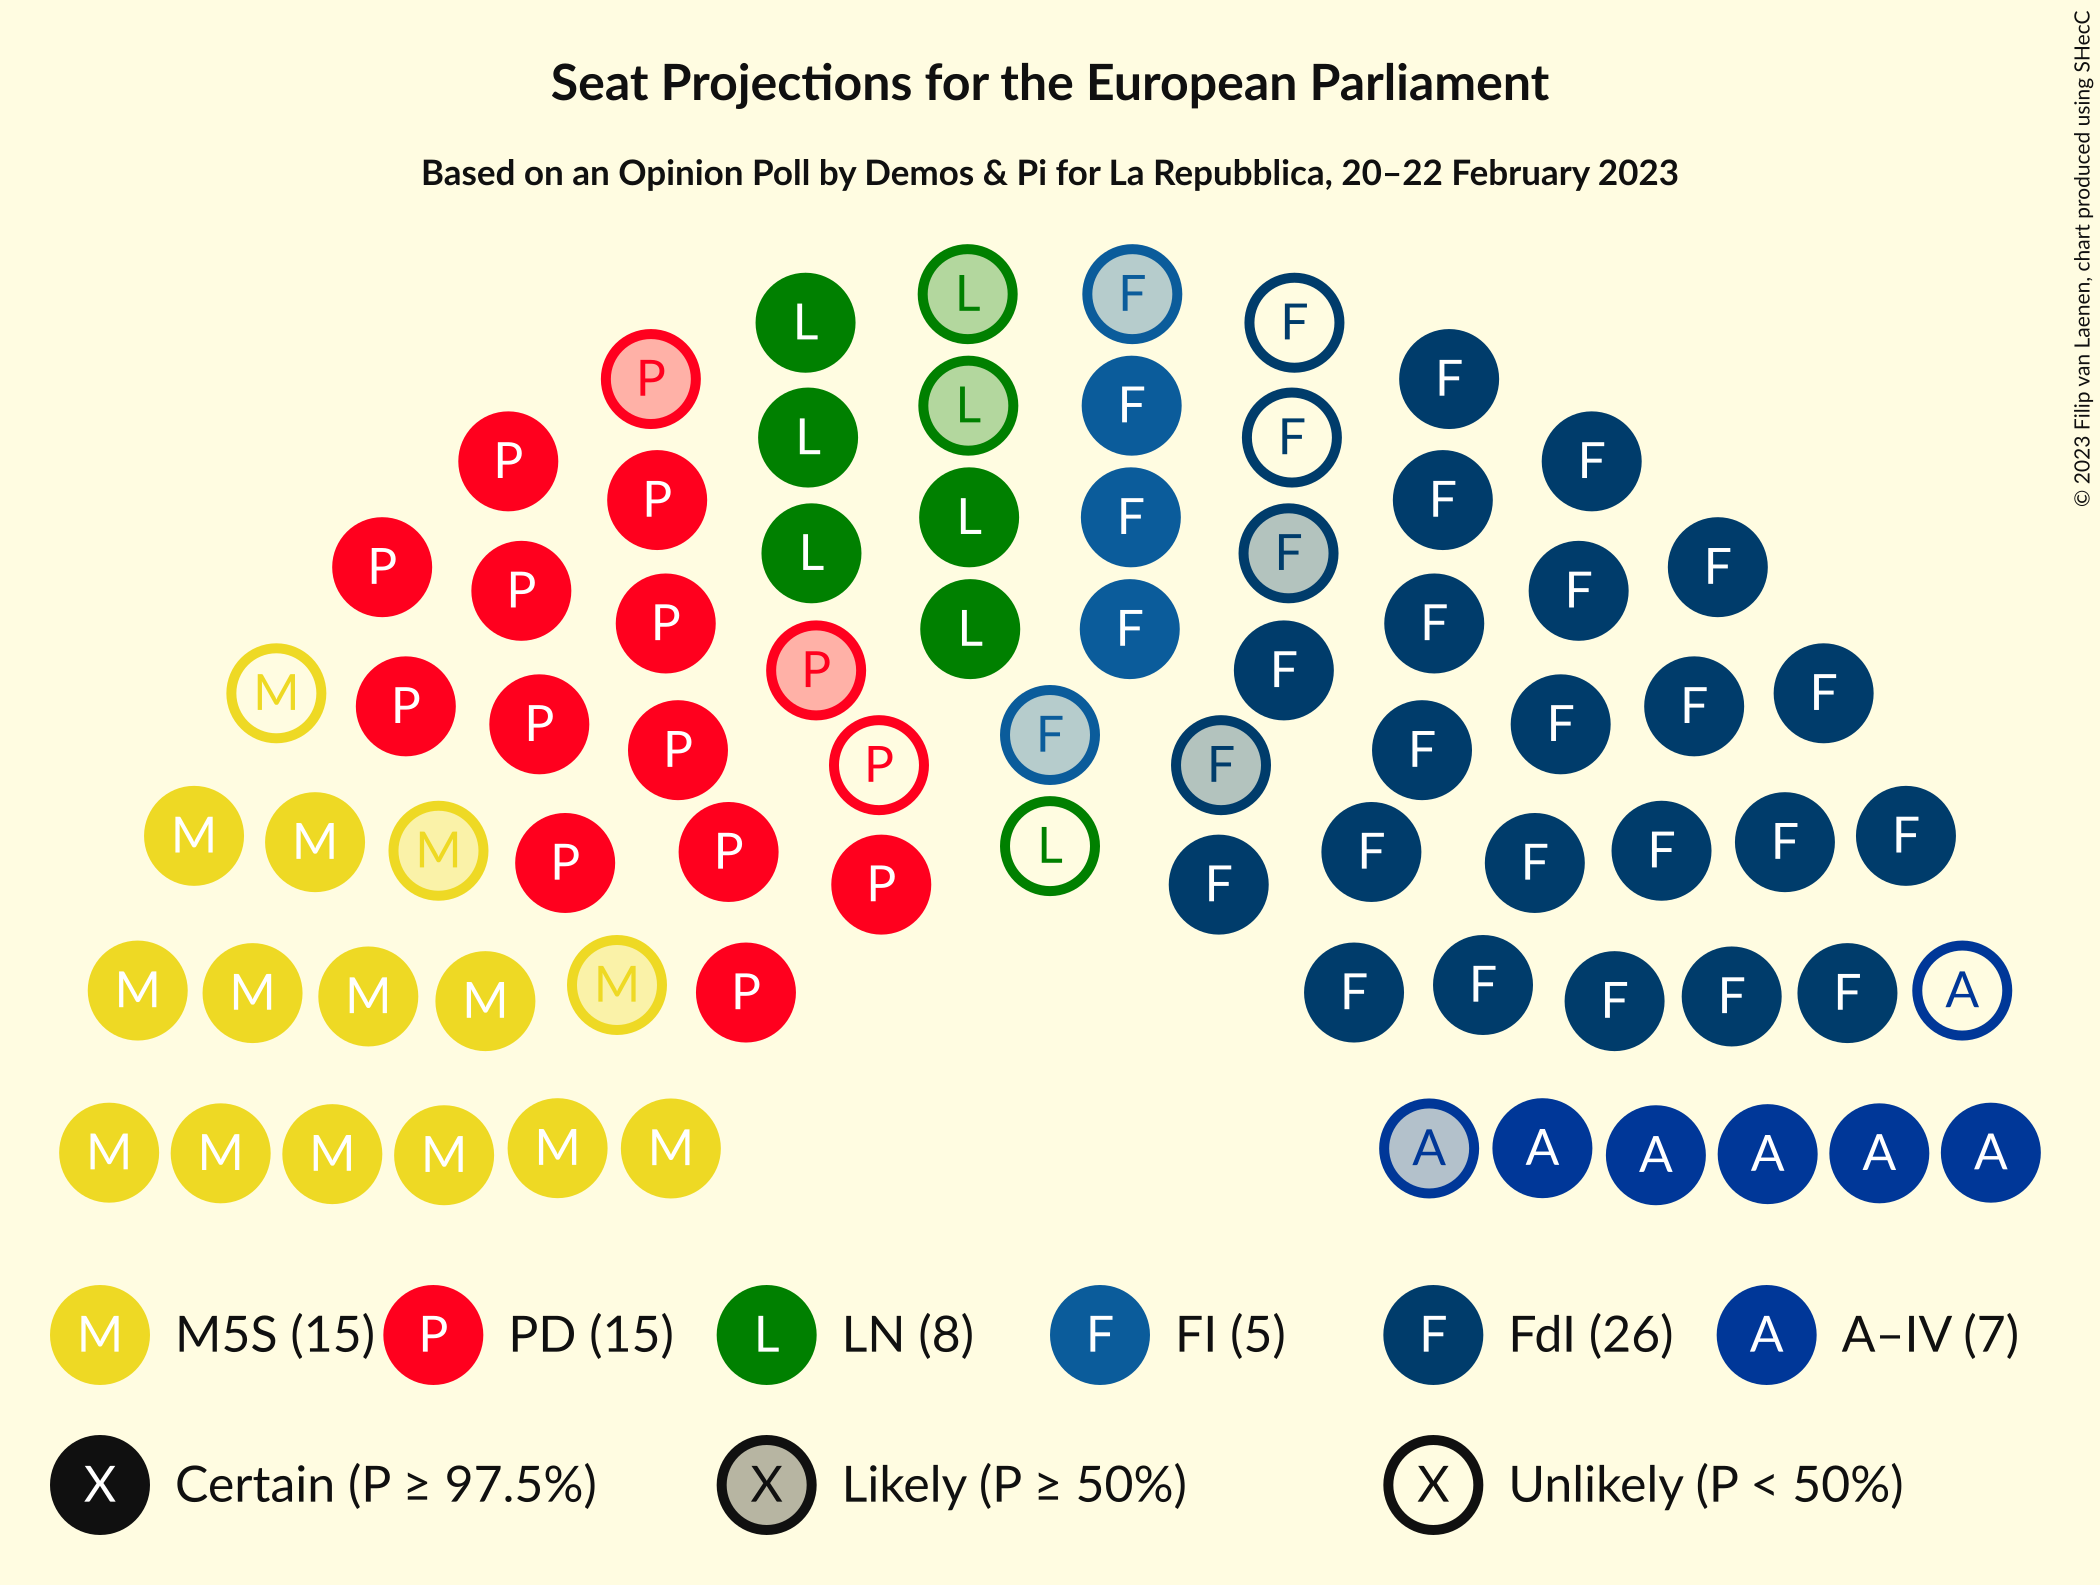 Seat Projections for the European Parliament
Based on an Opinion Poll by Demos & Pi for La Repubblica, 20–22 February 2023
© 2023 Filip van Laenen, chart produced using SHecC
L F
L F F
P F
L F
L F F
P F
P F
L F
P F
L F
P F
P F
P F
L F
P F
M F
P F
P F
P F
F
P F
M F
M F
M F
L
P F
P F
P F
M A
M F
M F
M F
M F
P F
M M M M M M A A A A A A
M M5S (15) P PD (15) L LN (8) F FI (5) F FdI (26) A A–IV (7)
X Certain (P ≥ 97.5%) X Likely (P ≥ 50%) X Unlikely (P < 50%)